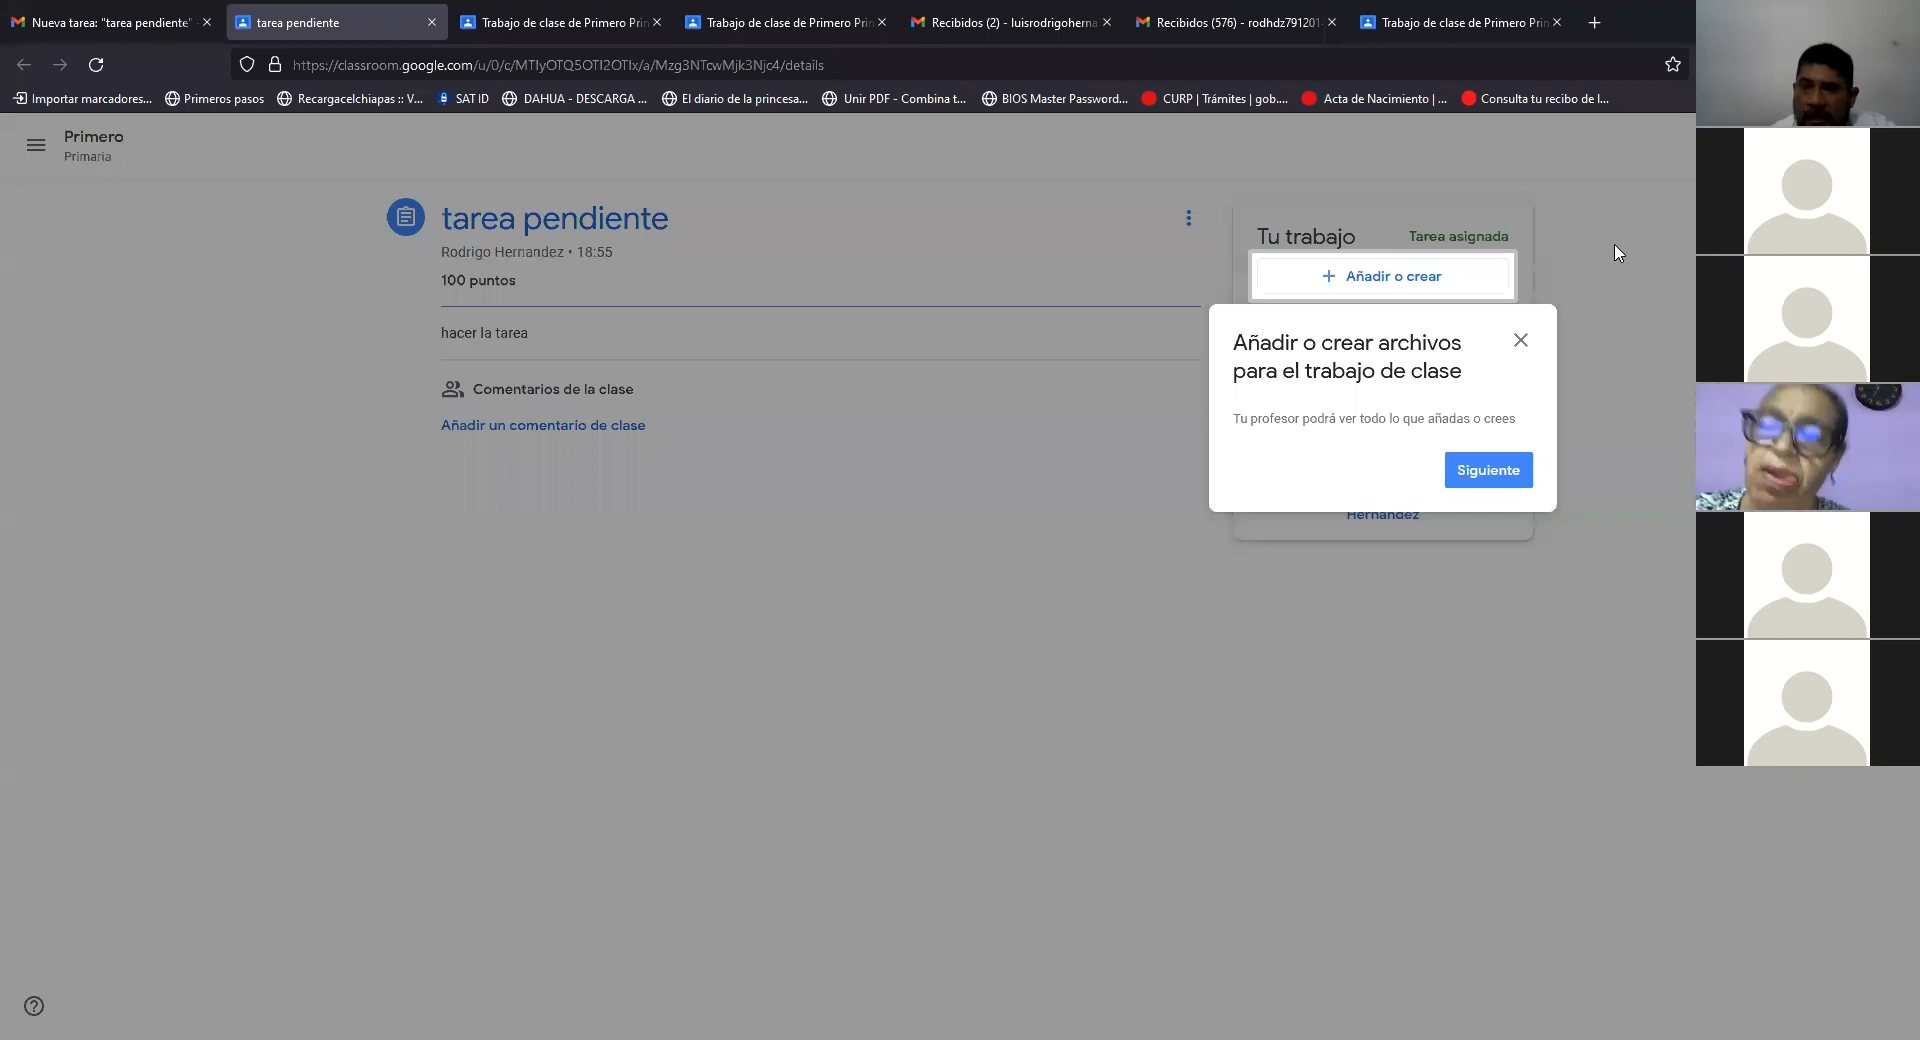 Nueva tarea: "tarea pendiente"
tarea pendiente
Trabajo de clase de Primero Prin
Trabajo de clase de Primero Prin
Recibidos (2) - luisrodrigoherna
Recibidos (576) - rodhdz791201
Trabajo de clase de Primero Prin
https://classroom.google.com/u/0/c/MTIyOTQ5OTI2OTIx/a/Mzg3NTcwMjk3Njc4/details
Importar marcadores...
Primeros pasos
Recargacelchiapas :: V...
SAT ID
DAHUA - DESCARGA ...
El diario de la princesa...
Unir PDF - Combina t...
BIOS Master Password...
CURP | Trámites | gob....
Acta de Nacimiento | ...
Consulta tu recibo de l...
Primero
Primaria
tarea pendiente
Rodrigo Hernandez • 18:55
100 puntos
hacer la tarea
Comentarios de la clase
Añadir un comentario de clase
Tu trabajo
Tarea asignada
+ Añadir o crear
Añadir o crear archivos
para el trabajo de clase
Tu profesor podrá ver todo lo que añadas o crees
Siguiente
Hernandez